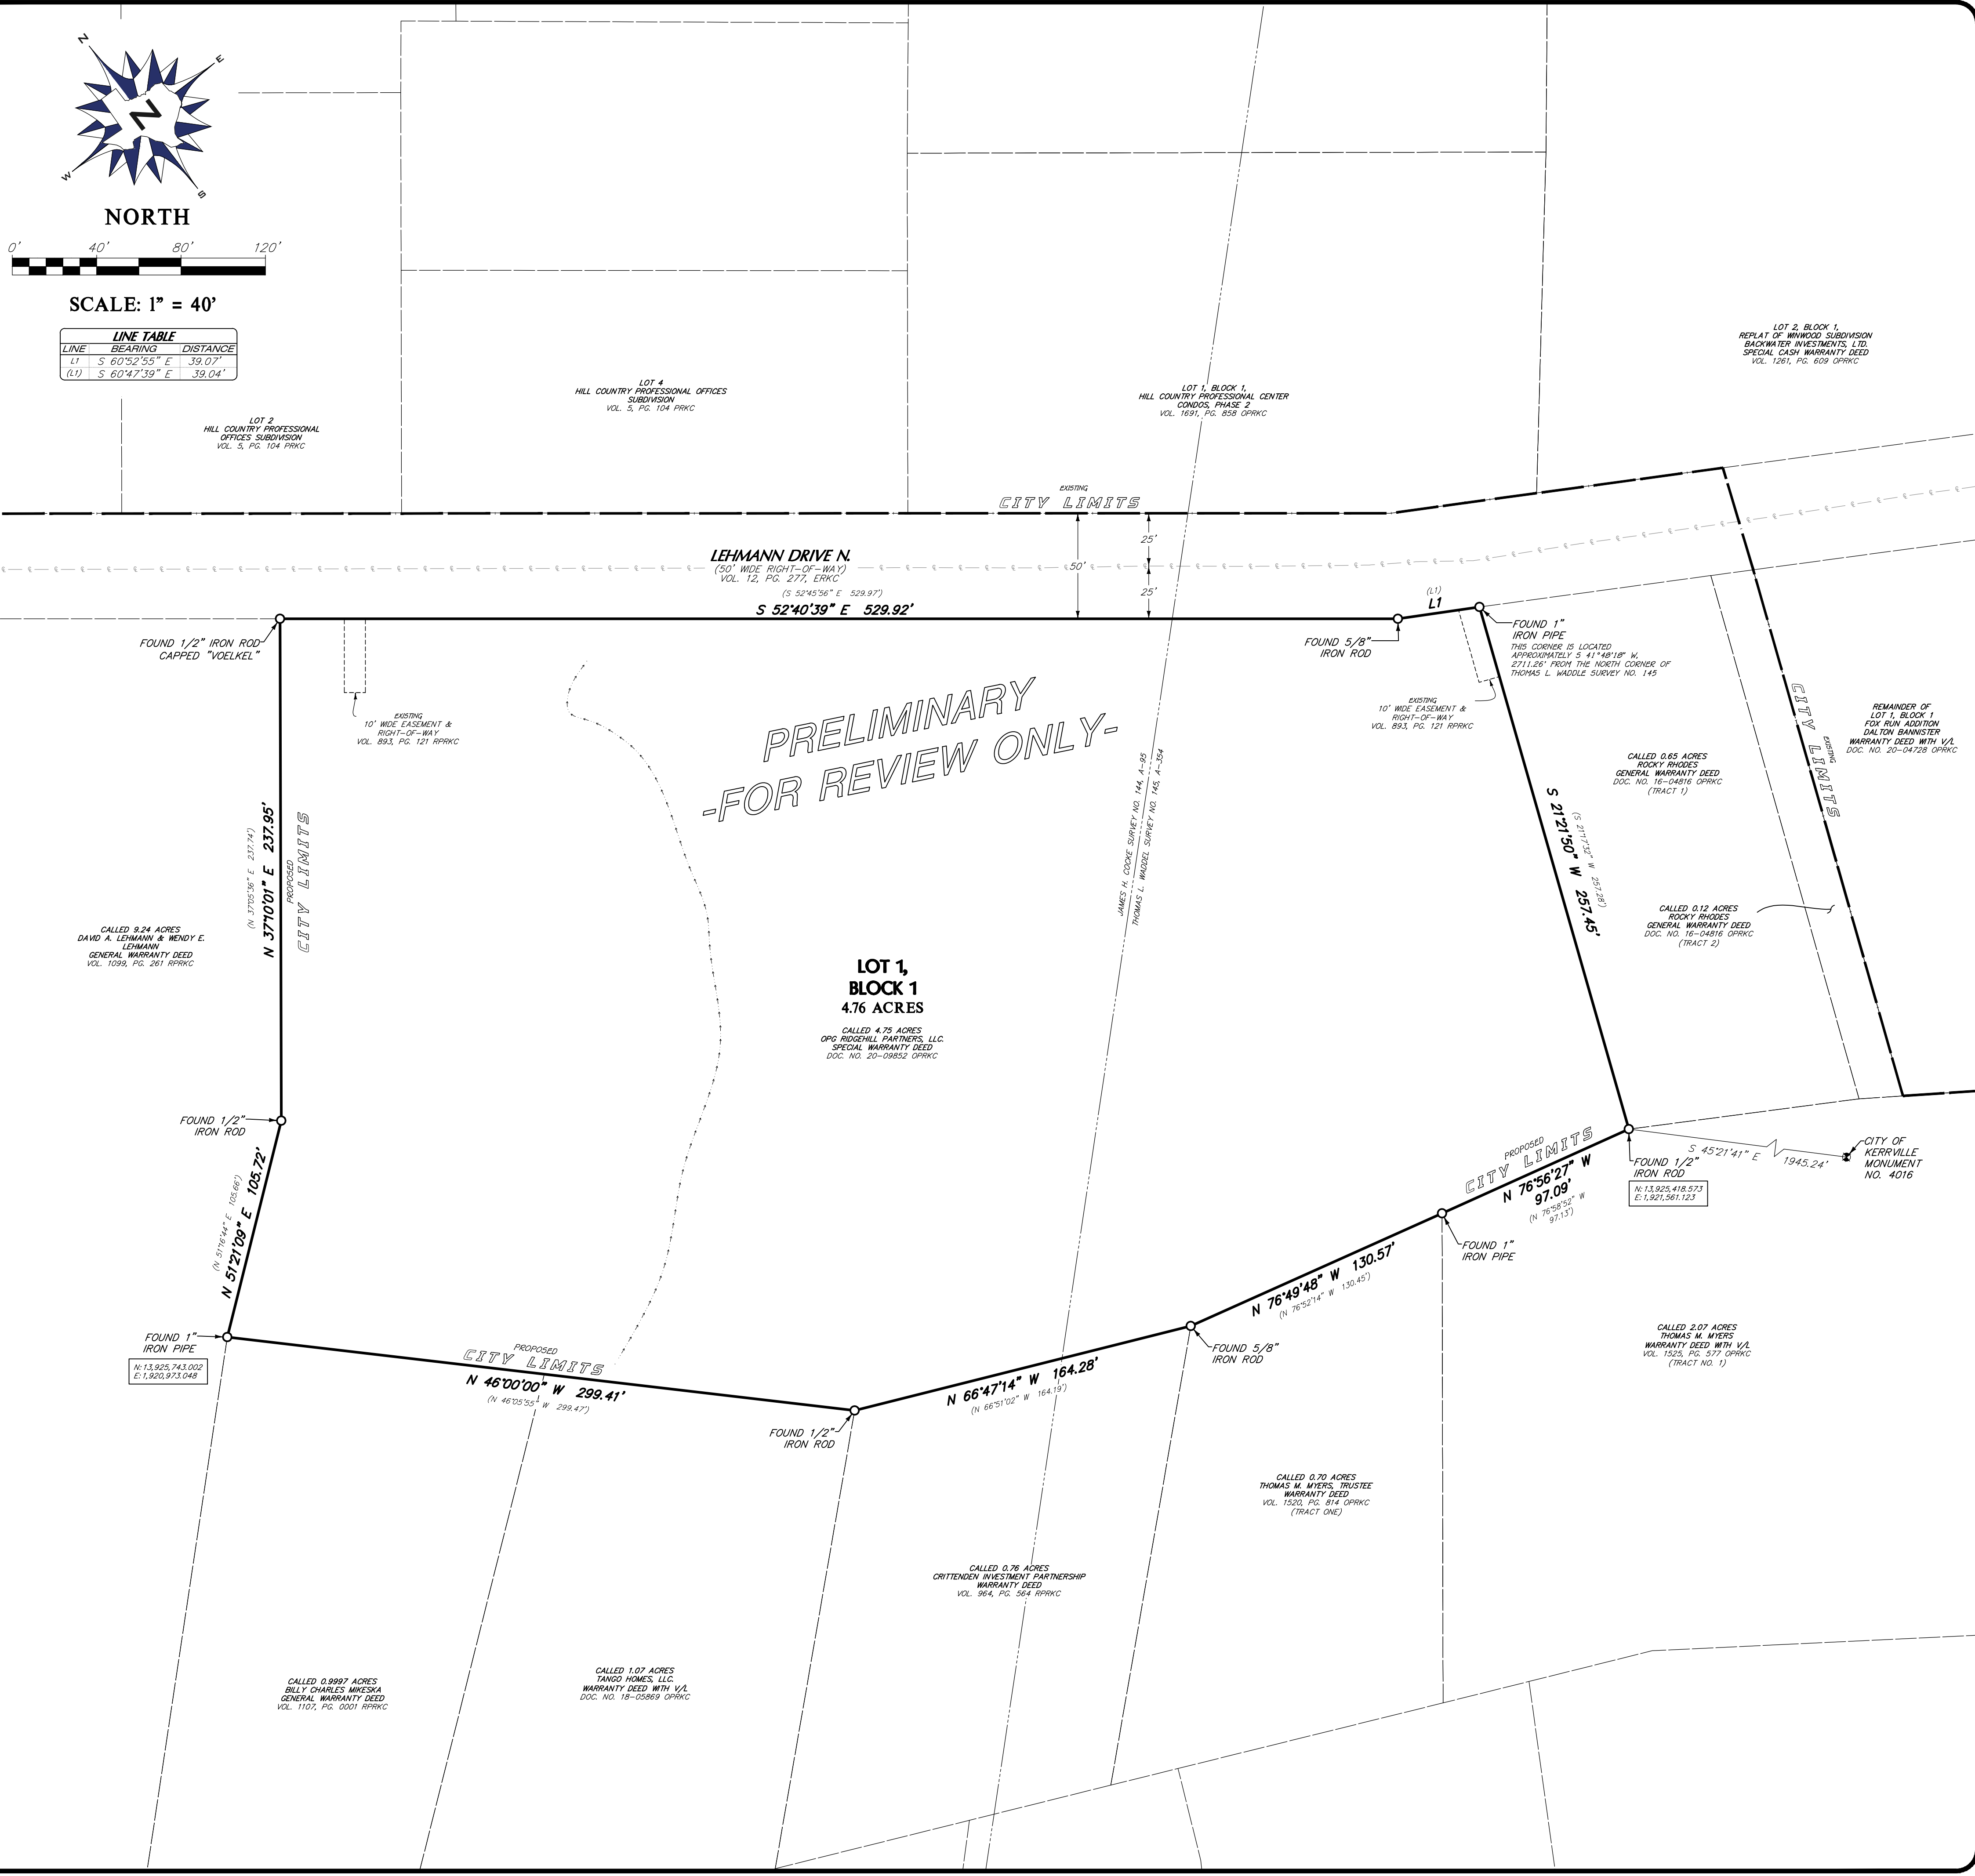 N
E
N
W
S
NORTH
0' 40' 80' 120'
SCALE: 1" = 40'
LINE TABLE
LINE BEARING DISTANCE
L1 S 60°52'55" E 39.07'
(L1) S 60°47'39" E 39.04'
LOT 2
HILL COUNTRY PROFESSIONAL
OFFICES SUBDIVISION
VOL. 5, PG. 104 PRKC
LOT 4
HILL COUNTRY PROFESSIONAL OFFICES
SUBDIVISION
VOL. 5, PG. 104 PRKC
LOT 1, BLOCK 1,
HILL COUNTRY PROFESSIONAL CENTER
CONDOS, PHASE 2
VOL. 1691, PG. 858 OPRKC
LOT 2, BLOCK 1,
REPLAT OF WINWOOD SUBDIVISION
BACKWATER INVESTMENTS, LTD.
SPECIAL CASH WARRANTY DEED
VOL. 1261, PG. 609 OPRKC
EXISTING
CITY LIMITS
LEHMANN DRIVE N.
(50' WIDE RIGHT-OF-WAY)
VOL. 12, PG. 277, ERKC
25'
50'
25'
(S 52°45'56" E 529.97')
S 52°40'39" E 529.92'
(L1)
L1
FOUND 1/2" IRON ROD
CAPPED "VOELKEL"
FOUND 5/8"
IRON ROD
FOUND 1"
IRON PIPE
THIS CORNER IS LOCATED
APPROXIMATELY S 41°48'18" W,
2711.26' FROM THE NORTH CORNER OF
THOMAS L. WADDLE SURVEY NO. 145
EXISTING
10' WIDE EASEMENT &
RIGHT-OF-WAY
VOL. 893, PG. 121 RPRKC
EXISTING
10' WIDE EASEMENT &
RIGHT-OF-WAY
VOL. 893, PG. 121 RPRKC
PRELIMINARY
-FOR REVIEW ONLY-
JAMES H. COCKE SURVEY NO. 144, A-95
THOMAS L. WADDEL SURVEY NO. 145, A-354
CITY LIMITS
EXISTING
REMAINDER OF
LOT 1, BLOCK 1
FOX RUN ADDITION
DALTON BANNISTER
WARRANTY DEED WITH V/L
DOC. NO. 20-04728 OPRKC
CALLED 0.65 ACRES
ROCKY RHODES
GENERAL WARRANTY DEED
DOC. NO. 16-04816 OPRKC
(TRACT 1)
(S 21°17'32" W 257.28')
S 21°21'50" W 257.45'
CALLED 0.12 ACRES
ROCKY RHODES
GENERAL WARRANTY DEED
DOC. NO. 16-04816 OPRKC
(TRACT 2)
(N 37°05'36" E 237.74')
N 37°10'01" E 237.95'
PROPOSED
CITY LIMITS
CALLED 9.24 ACRES
DAVID A. LEHMANN & WENDY E.
LEHMANN
GENERAL WARRANTY DEED
VOL. 1099, PG. 261 RPRKC
LOT 1,
BLOCK 1
4.76 ACRES
CALLED 4.75 ACRES
OPG RIDGEHILL PARTNERS, LLC.
SPECIAL WARRANTY DEED
DOC. NO. 20-09852 OPRKC
FOUND 1/2"
IRON ROD
(N 51°16'44" E 105.66')
N 51°21'09" E 105.72'
FOUND 1"
IRON PIPE
N:13,925,743.002
E:1,920,973.048
PROPOSED
CITY LIMITS
N 46°00'00" W 299.41'
(N 46°05'55" W 299.47')
FOUND 1/2"
IRON ROD
N 66°47'14" W 164.28'
(N 66°51'02" W 164.19')
FOUND 5/8"
IRON ROD
N 76°49'48" W 130.57'
(N 76°52'14" W 130.45')
FOUND 1"
IRON PIPE
PROPOSED
CITY LIMITS
N 76°56'27" W
97.09'
(N 76°58'52" W
97.13')
FOUND 1/2"
IRON ROD
N:13,925,418.573
E:1,921,561.123
S 45°21'41" E 1945.24'
CITY OF
KERRVILLE
MONUMENT
NO. 4016
CALLED 2.07 ACRES
THOMAS M. MYERS
WARRANTY DEED WITH V/L
VOL. 1525, PG. 577 OPRKC
(TRACT NO. 1)
CALLED 0.70 ACRES
THOMAS M. MYERS, TRUSTEE
WARRANTY DEED
VOL. 1520, PG. 814 OPRKC
(TRACT ONE)
CALLED 0.76 ACRES
CRITTENDEN INVESTMENT PARTNERSHIP
WARRANTY DEED
VOL. 964, PG. 564 RPRKC
CALLED 1.07 ACRES
TANGO HOMES, LLC.
WARRANTY DEED WITH V/L
DOC. NO. 18-05869 OPRKC
CALLED 0.9997 ACRES
BILLY CHARLES MIKESKA
GENERAL WARRANTY DEED
VOL. 1107, PG. 0001 RPRKC